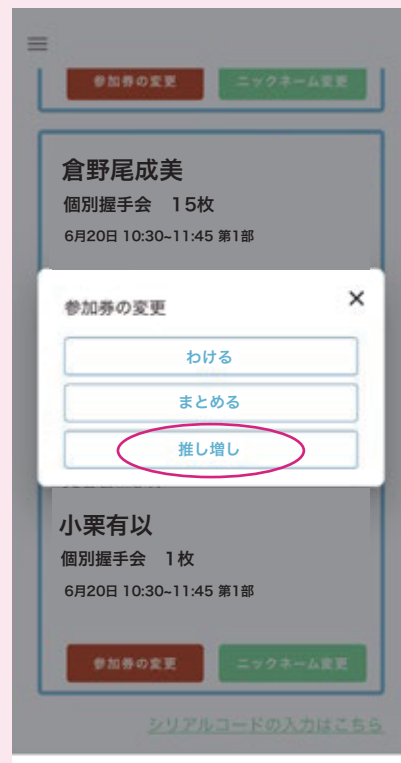 参加券の変更 ニックネーム変更
倉野尾成美
個別握手会 15枚
6月20日 10:30~11:45 第1部
参加券の変更 ×
わける
まとめる
推し増し
小栗有以
個別握手会 1枚
6月20日 10:30~11:45 第1部
参加券の変更 ニックネーム変更
シリアルコードの入力はこちら